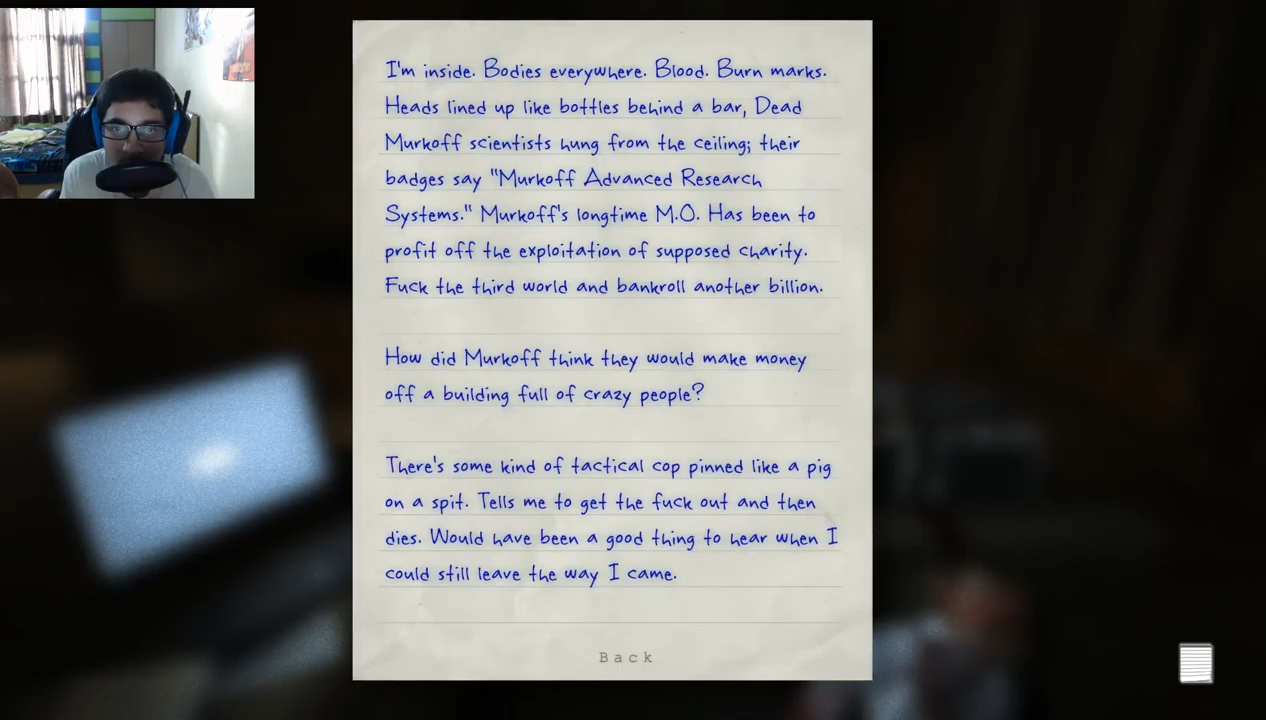 I'm inside. Bodies everywhere. Blood. Burn marks.
Heads lined up like bottles behind a bar, Dead
Murkoff scientists hung from the ceiling; their
badges say "Murkoff Advanced Research
Systems." Murkoff's longtime M.O. Has been to
profit off the exploitation of supposed charity.
Fuck the third world and bankroll another billion.
How did Murkoff think they would make money
off a building full of crazy people?
There's some kind of tactical cop pinned like a pig
on a spit. Tells me to get the fuck out and then
dies. Would have been a good thing to hear when I
could still leave the way I came.
Back